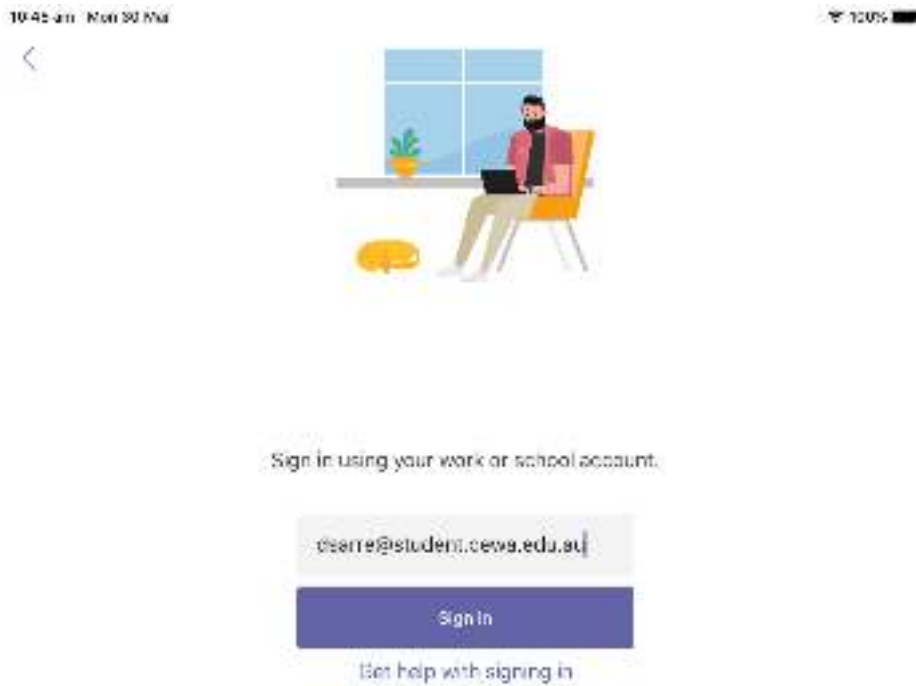 10:45 am Mon 30 Mar
100%
Sign in using your work or school account.
dsarre@student.cewa.edu.au
Sign in
Get help with signing in